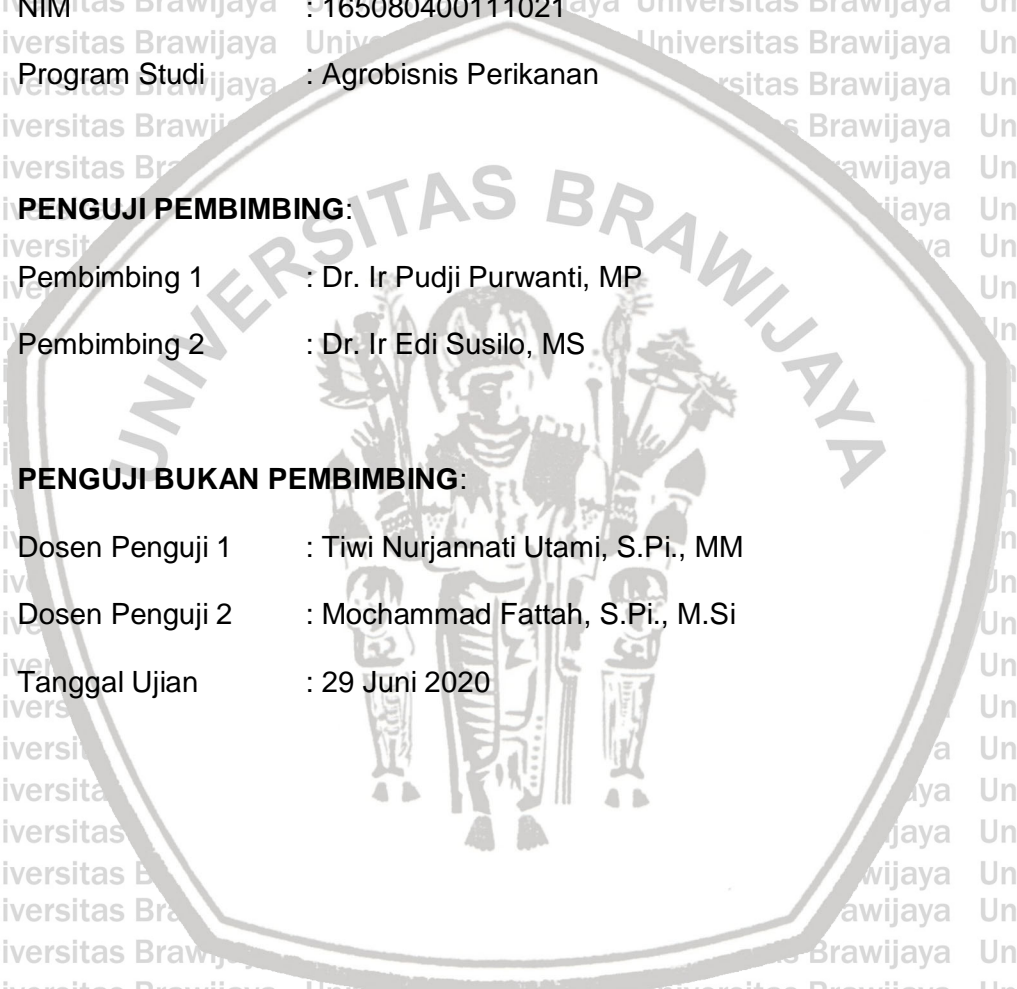 NIM : 165080400111021
Program Studi : Agrobisnis Perikanan
PENGUJI PEMBIMBING:
Pembimbing 1 : Dr. Ir Pudji Purwanti, MP
Pembimbing 2 : Dr. Ir Edi Susilo, MS
PENGUJI BUKAN PEMBIMBING:
Dosen Penguji 1 : Tiwi Nurjannati Utami, S.Pi., MM
Dosen Penguji 2 : Mochammad Fattah, S.Pi., M.Si
Tanggal Ujian : 29 Juni 2020
UNIVERSITAS BRAWIJAYA